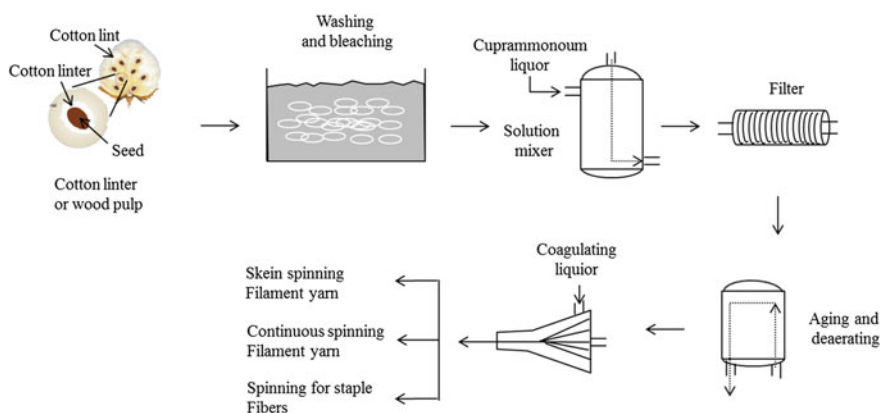 Cotton lint
Cotton linter
Seed
Cotton linter
or wood pulp
Washing
and bleaching
Cuprammonoum
liquor
Solution
mixer
Filter
Aging and
deaerating
Coagulating
liquior
Skein spinning
Filament yarn
Continuous spinning
Filament yarn
Spinning for staple
Fibers